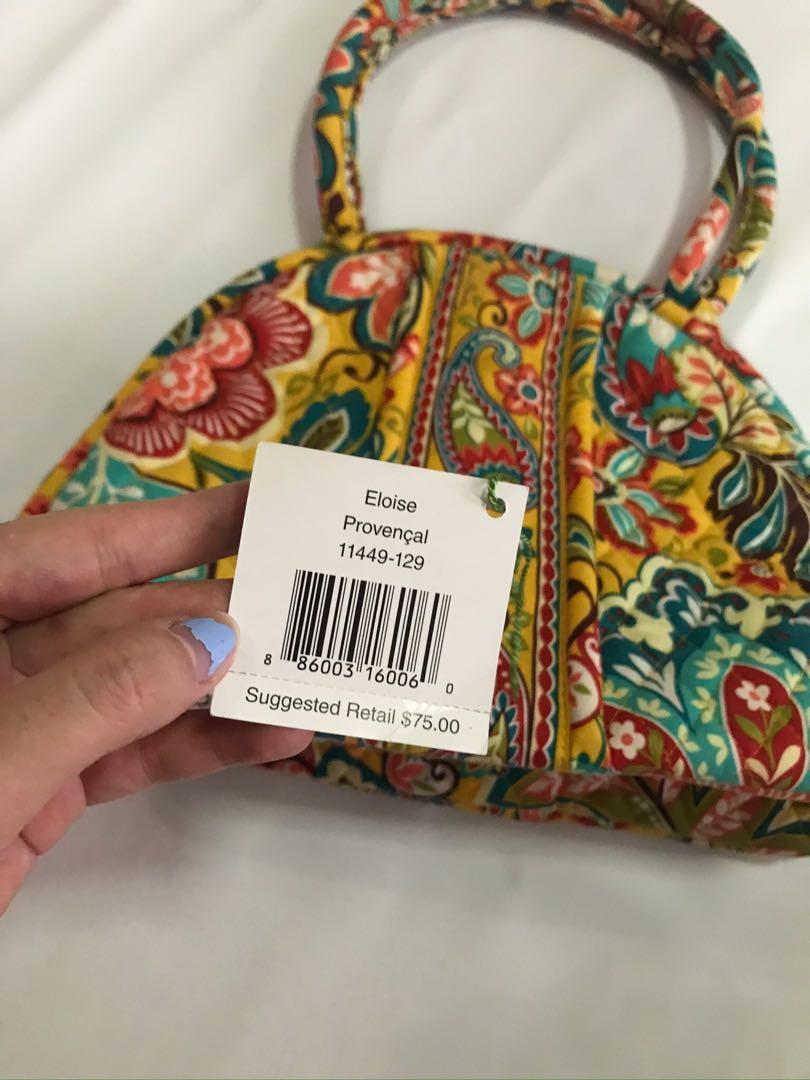 Eloise
Provençal
11449-129
8 86003 16006 0
Suggested Retail $75.00